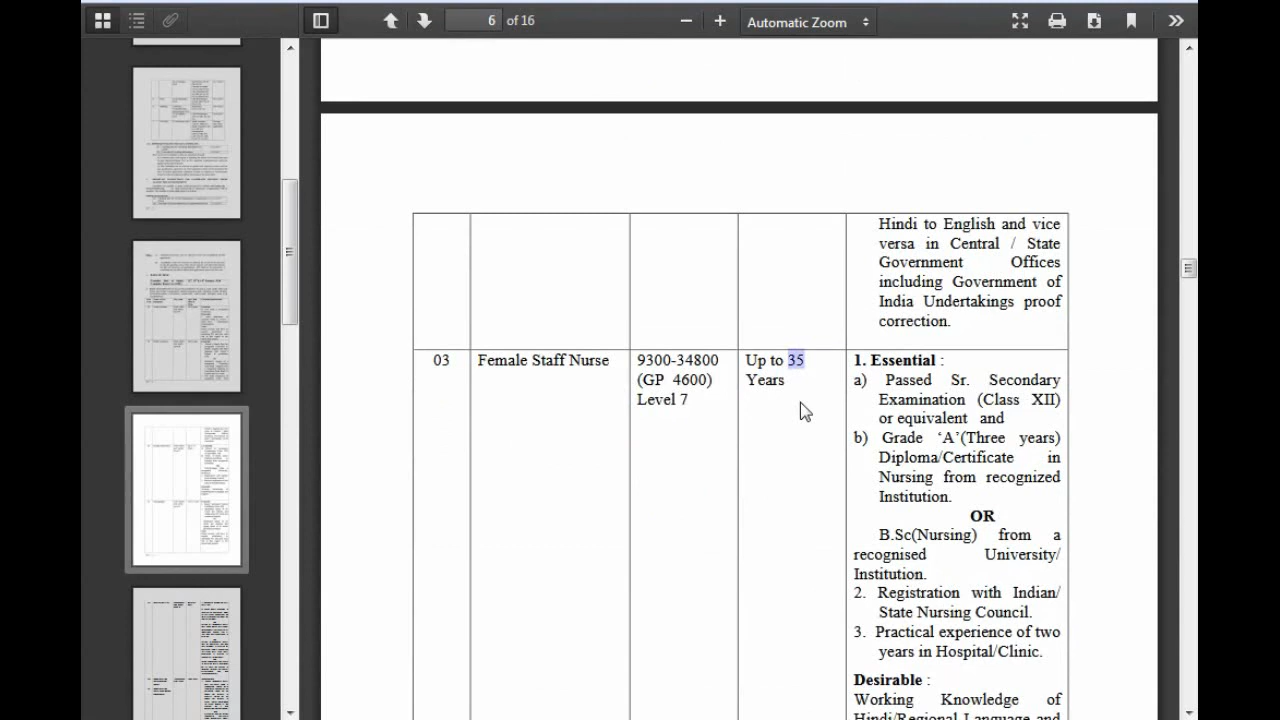 6 of 16
Automatic Zoom
Hindi to English and vice
versa in Central / State
Government Offices
including Government of
India Undertakings proof
correction.
03 Female Staff Nurse 9300-34800 Up to 35 1. Essential :
(GP 4600) Years a) Passed Sr. Secondary
Level 7 Examination (Class XII)
or equivalent and
b) Grade ‘A’(Three years)
Diploma/Certificate in
Nursing from recognized
Institution.
OR
B.Sc(Nursing) from a
recognised University/
Institution.
2. Registration with Indian/
State Nursing Council.
3. Practical experience of two
years in Hospital/Clinic.
Desirable :
Working Knowledge of
Hindi/Regional Language and